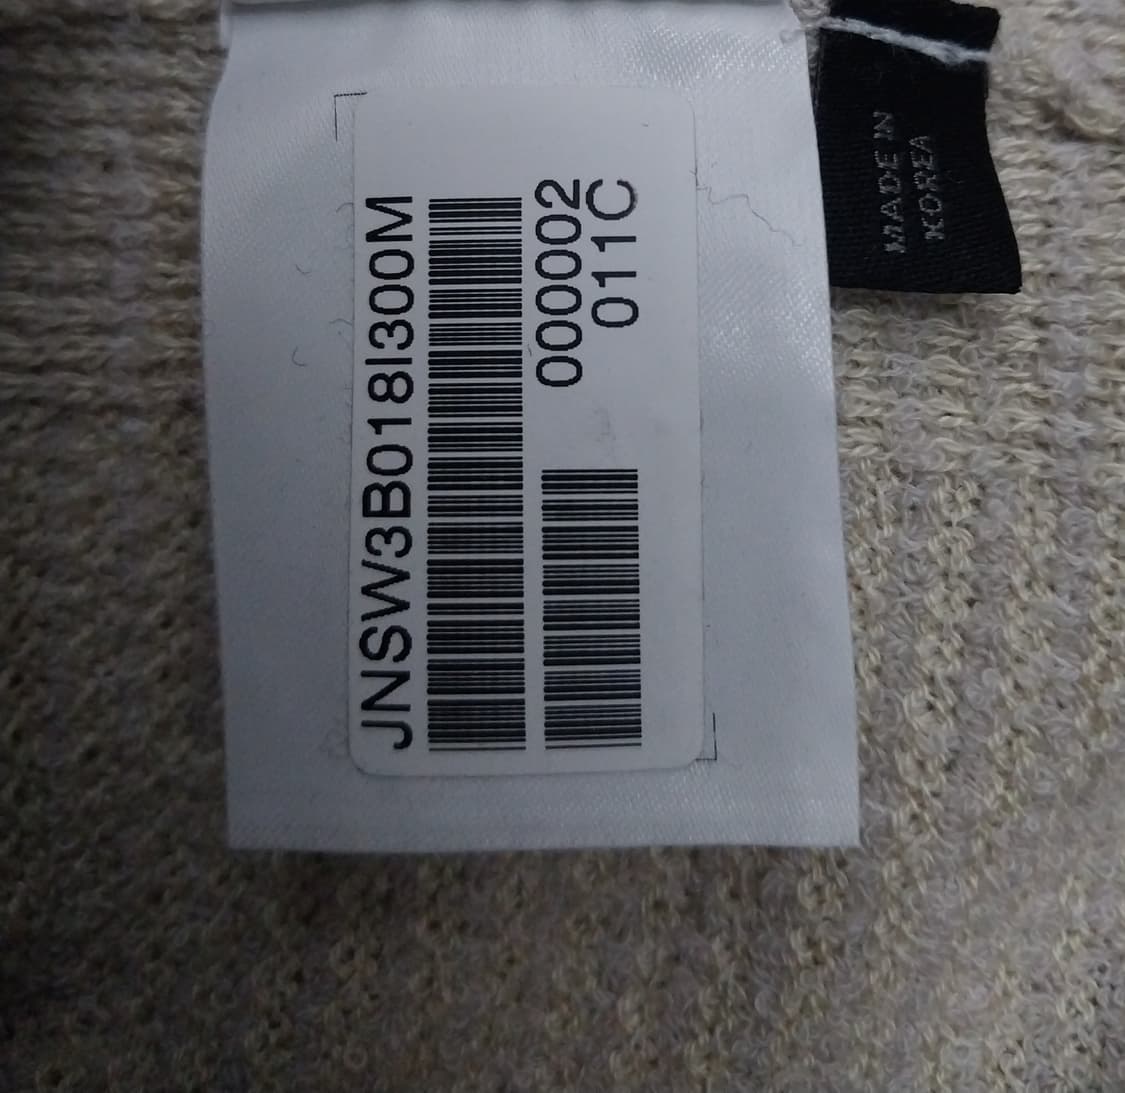 JNSW3B018I300M
000002
011C
MADE IN
KOREA